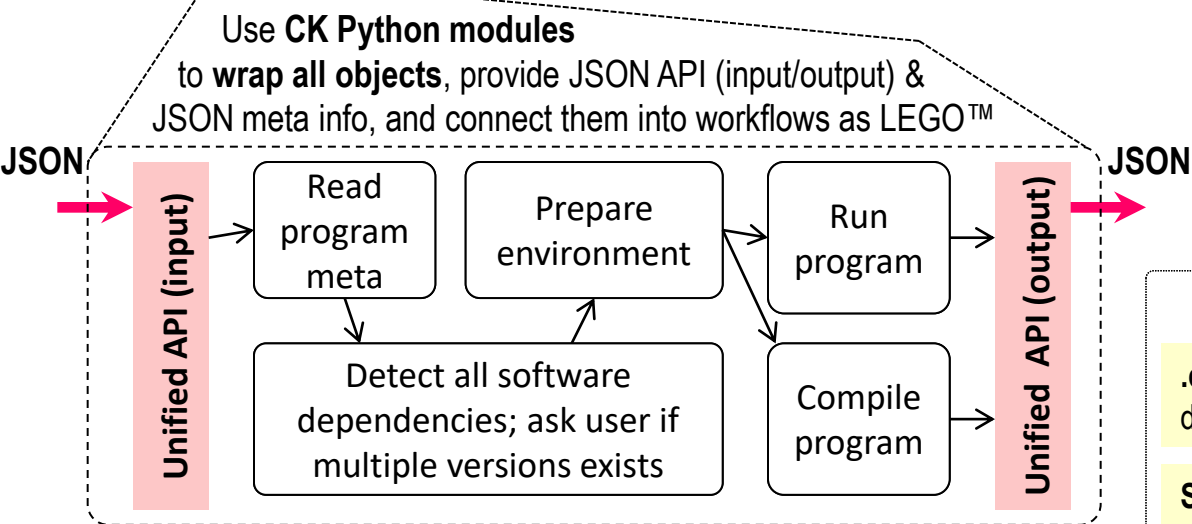 Use CK Python modules
to wrap all objects, provide JSON API (input/output) &
JSON meta info, and connect them into workflows as LEGO™
JSON
JSON
Unified API (input)
Read
program
meta
Prepare
environment
Run
program
Detect all software
dependencies; ask user if
multiple versions exists
Compile
program
Unified API (output)